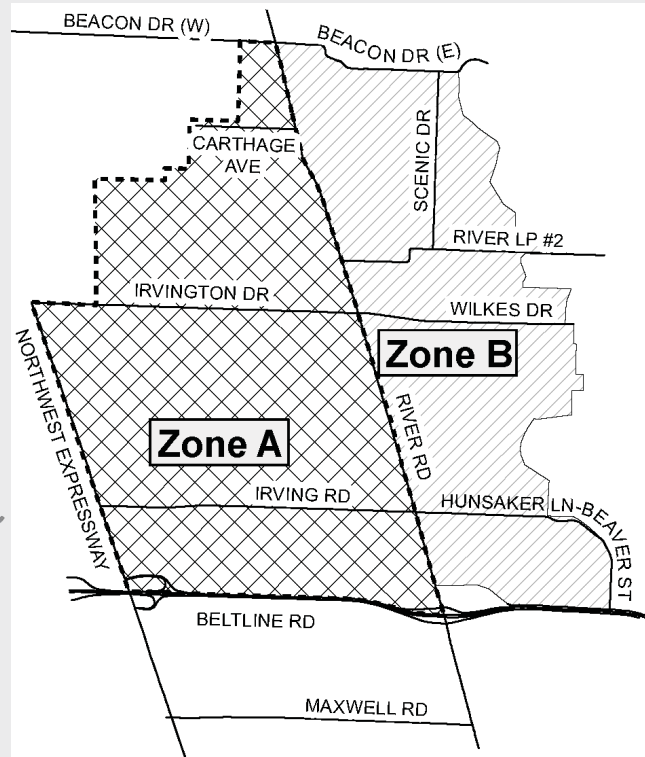 BEACON DR (W)
BEACON DR (E)
CARTHAGE
AVE
SCENIC DR
RIVER LP #2
IRVINGTON DR
WILKES DR
Zone B
NORTHWEST EXPRESSWAY
RIVER RD
Zone A
IRVING RD
HUNSAKER LN-BEAVER ST
BELTLINE RD
MAXWELL RD